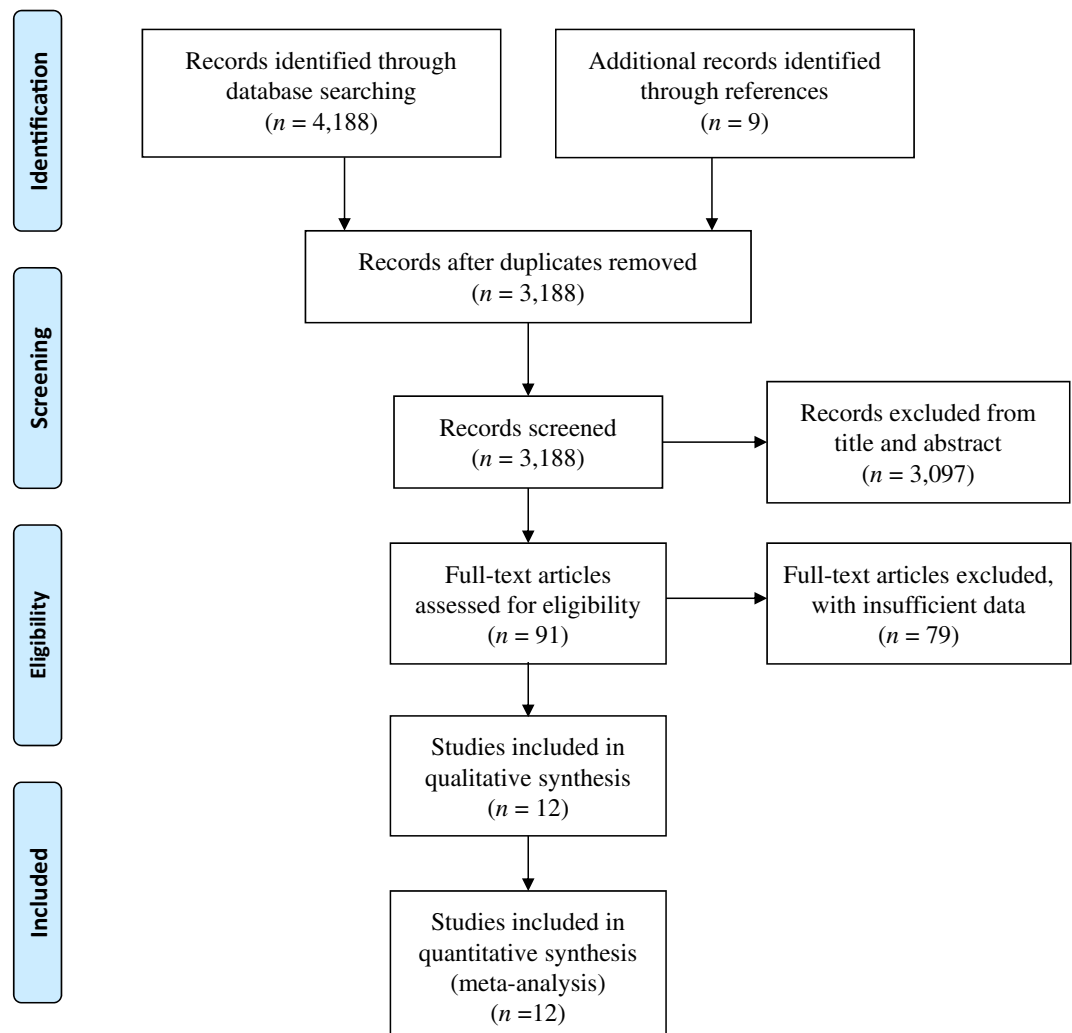 Identification
Records identified through
database searching
(n = 4,188)
Additional records identified
through references
(n = 9)
Records after duplicates removed
(n = 3,188)
Screening
Records screened
(n = 3,188)
Records excluded from
title and abstract
(n = 3,097)
Eligibility
Full-text articles
assessed for eligibility
(n = 91)
Full-text articles excluded,
with insufficient data
(n = 79)
Studies included in
qualitative synthesis
(n = 12)
Included
Studies included in
quantitative synthesis
(meta-analysis)
(n =12)